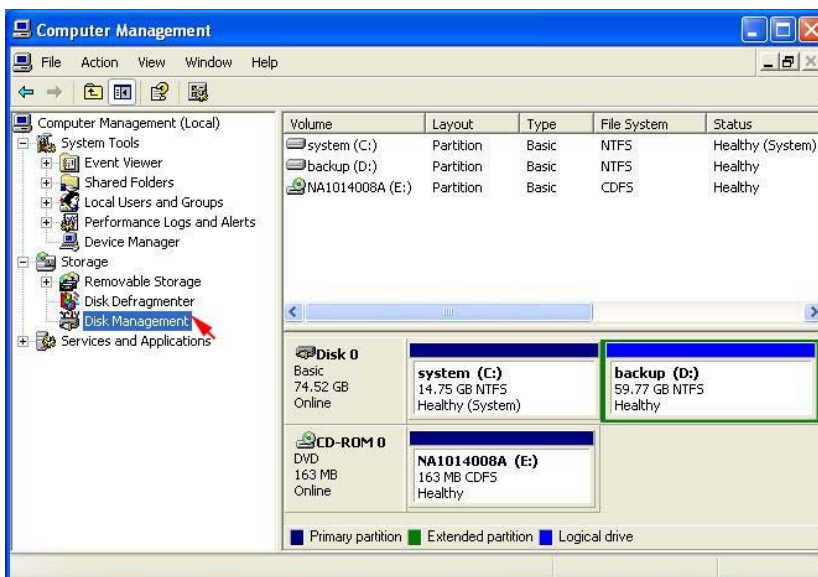 Computer Management
File Action View Window Help
Computer Management (Local)
System Tools
Event Viewer
Shared Folders
Local Users and Groups
Performance Logs and Alerts
Device Manager
Storage
Removable Storage
Disk Defragmenter
Disk Management
Services and Applications
Volume Layout Type File System Status
system (C:) Partition Basic NTFS Healthy (System)
backup (D:) Partition Basic NTFS Healthy
NA1014008A (E:) Partition Basic CDFS Healthy
Disk 0
Basic
74.52 GB
Online
system (C:)
14.75 GB NTFS
Healthy (System)
backup (D:)
59.77 GB NTFS
Healthy
CD-ROM 0
DVD
163 MB
Online
NA1014008A (E:)
163 MB CDFS
Healthy
Primary partition Extended partition Logical drive